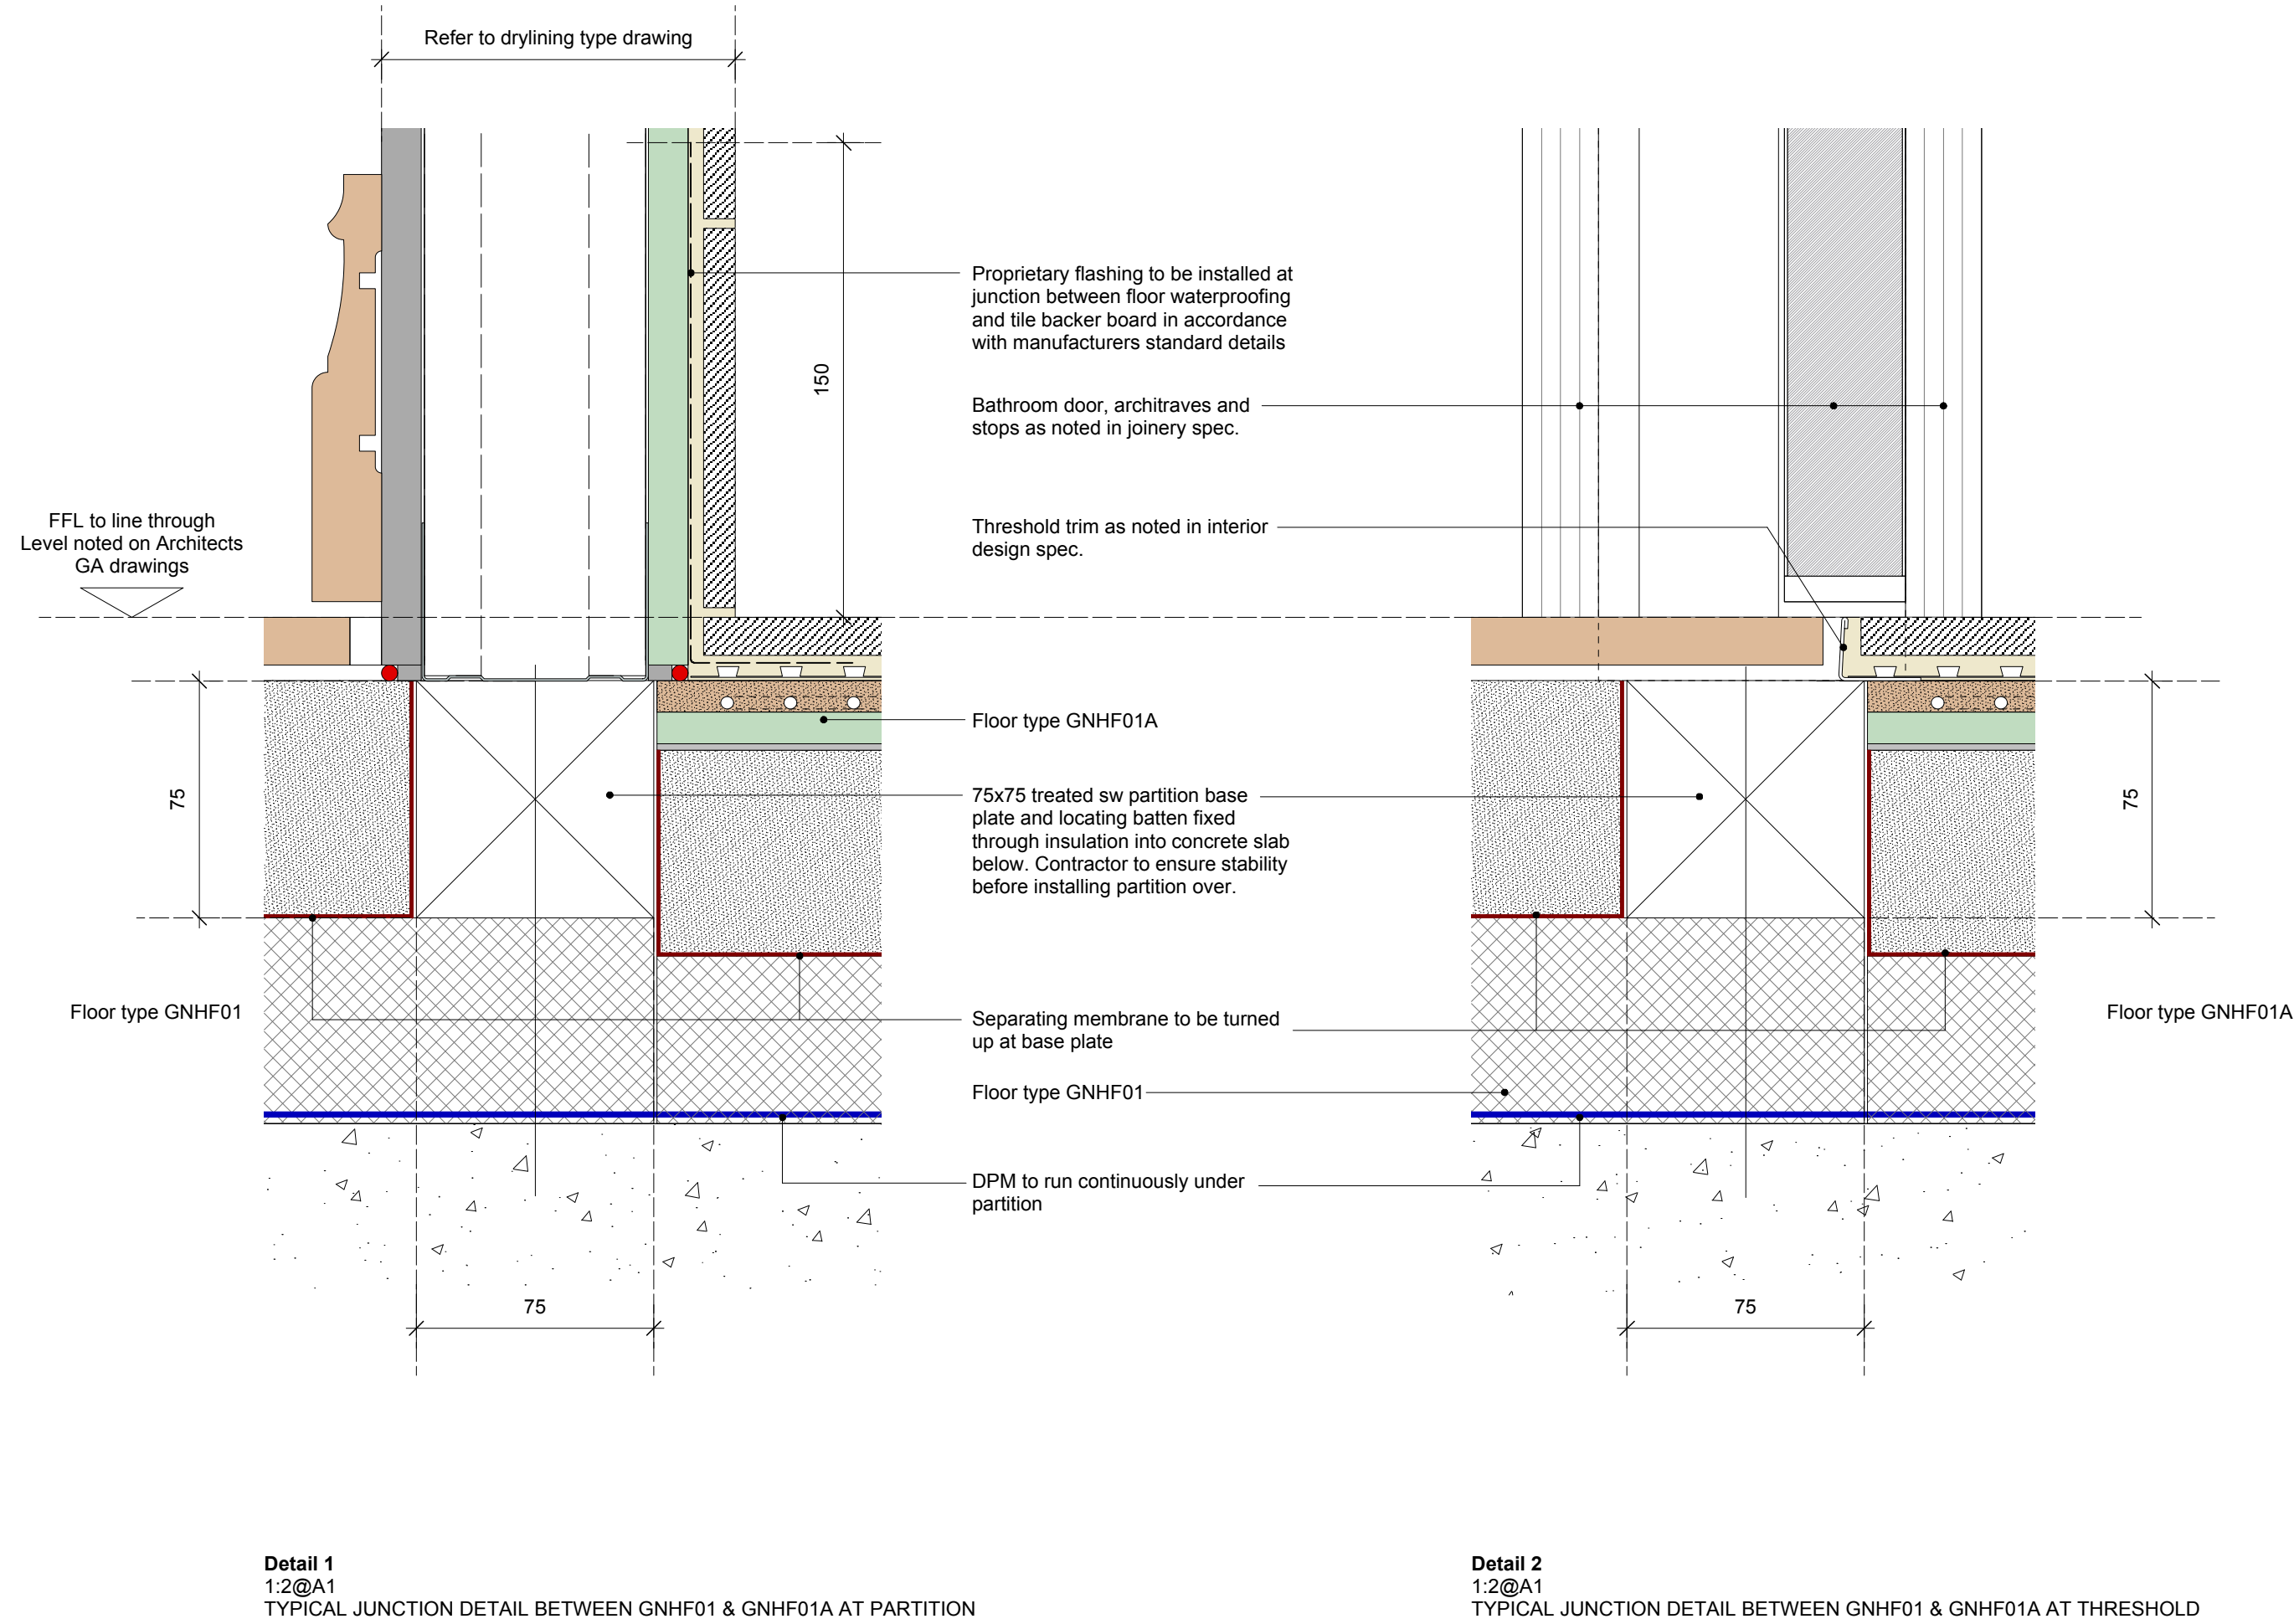 Refer to drylining type drawing
150
Proprietary flashing to be installed at
junction between floor waterproofing
and tile backer board in accordance
with manufacturers standard details
Bathroom door, architraves and
stops as noted in joinery spec.
Threshold trim as noted in interior
design spec.
FFL to line through
Level noted on Architects
GA drawings
Floor type GNHF01A
75
75x75 treated sw partition base
plate and locating batten fixed
through insulation into concrete slab
below. Contractor to ensure stability
before installing partition over.
75
Floor type GNHF01
Separating membrane to be turned
up at base plate
Floor type GNHF01A
Floor type GNHF01
DPM to run continuously under
partition
75
75
Detail 1
1:2@A1
TYPICAL JUNCTION DETAIL BETWEEN GNHF01 & GNHF01A AT PARTITION
Detail 2
1:2@A1
TYPICAL JUNCTION DETAIL BETWEEN GNHF01 & GNHF01A AT THRESHOLD